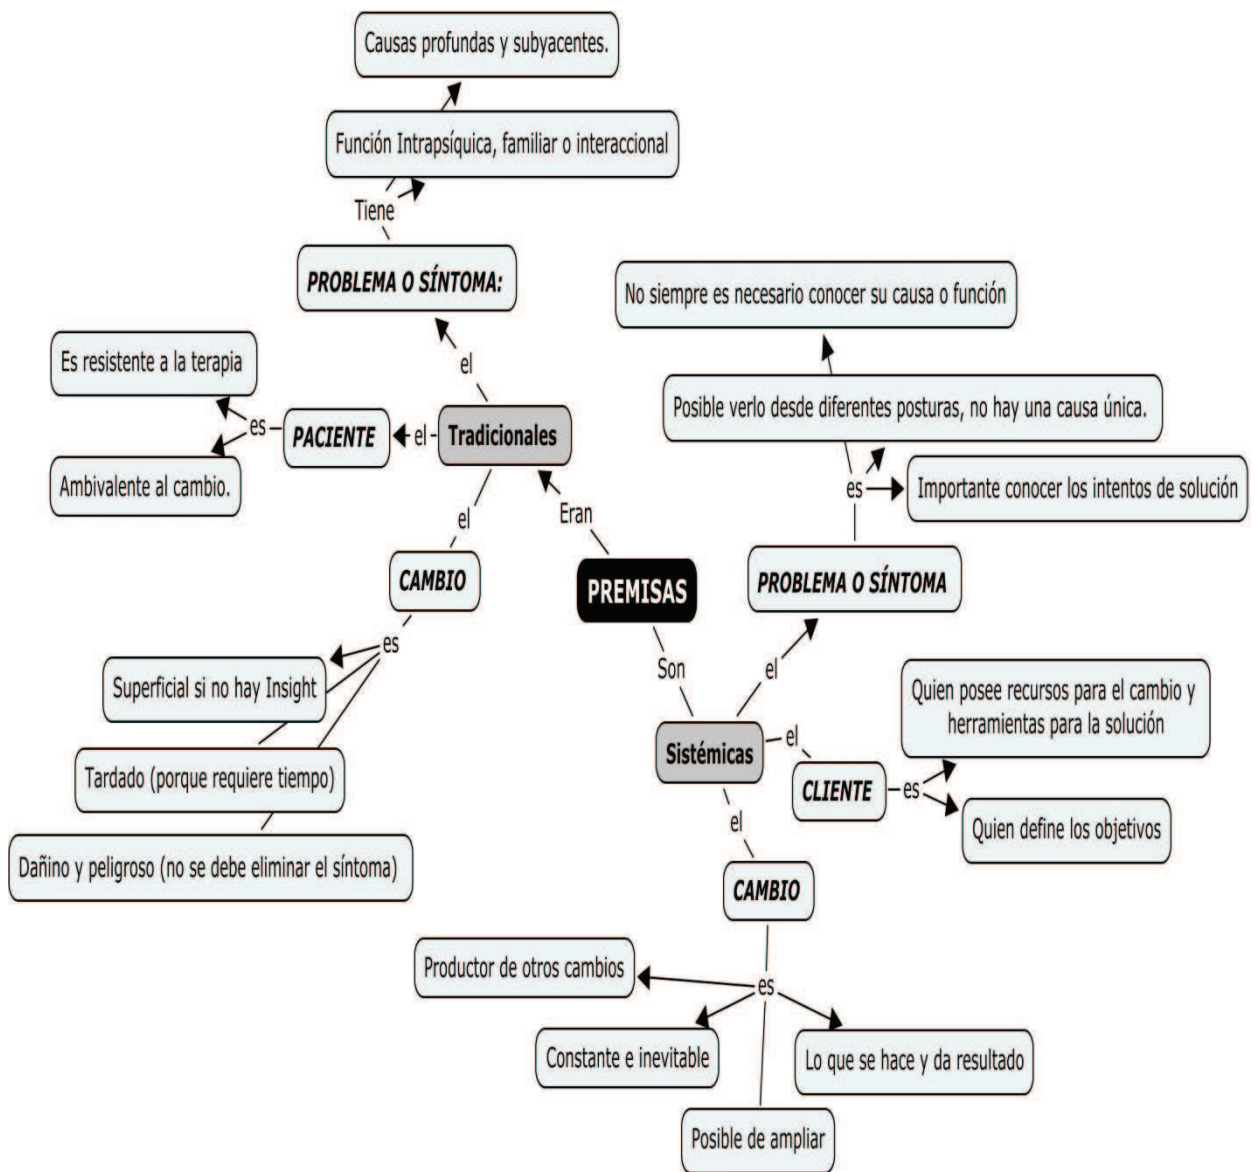 Causas profundas y subyacentes.
Función Intrapsíquica, familiar o interaccional
Tiene
PROBLEMA O SÍNTOMA:
el
Es resistente a la terapia
es
Ambivalente al cambio.
PACIENTE
el
Tradicionales
el
CAMBIO
es
Superficial si no hay Insight
Tardado (porque requiere tiempo)
Dañino y peligroso (no se debe eliminar el síntoma)
Eran
PREMISAS
Son
Sistémicas
el
PROBLEMA O SÍNTOMA
es
No siempre es necesario conocer su causa o función
Posible verlo desde diferentes posturas, no hay una causa única.
Importante conocer los intentos de solución
el
CLIENTE
es
Quien posee recursos para el cambio y
herramientas para la solución
Quien define los objetivos
el
CAMBIO
es
Productor de otros cambios
Constante e inevitable
Lo que se hace y da resultado
Posible de ampliar